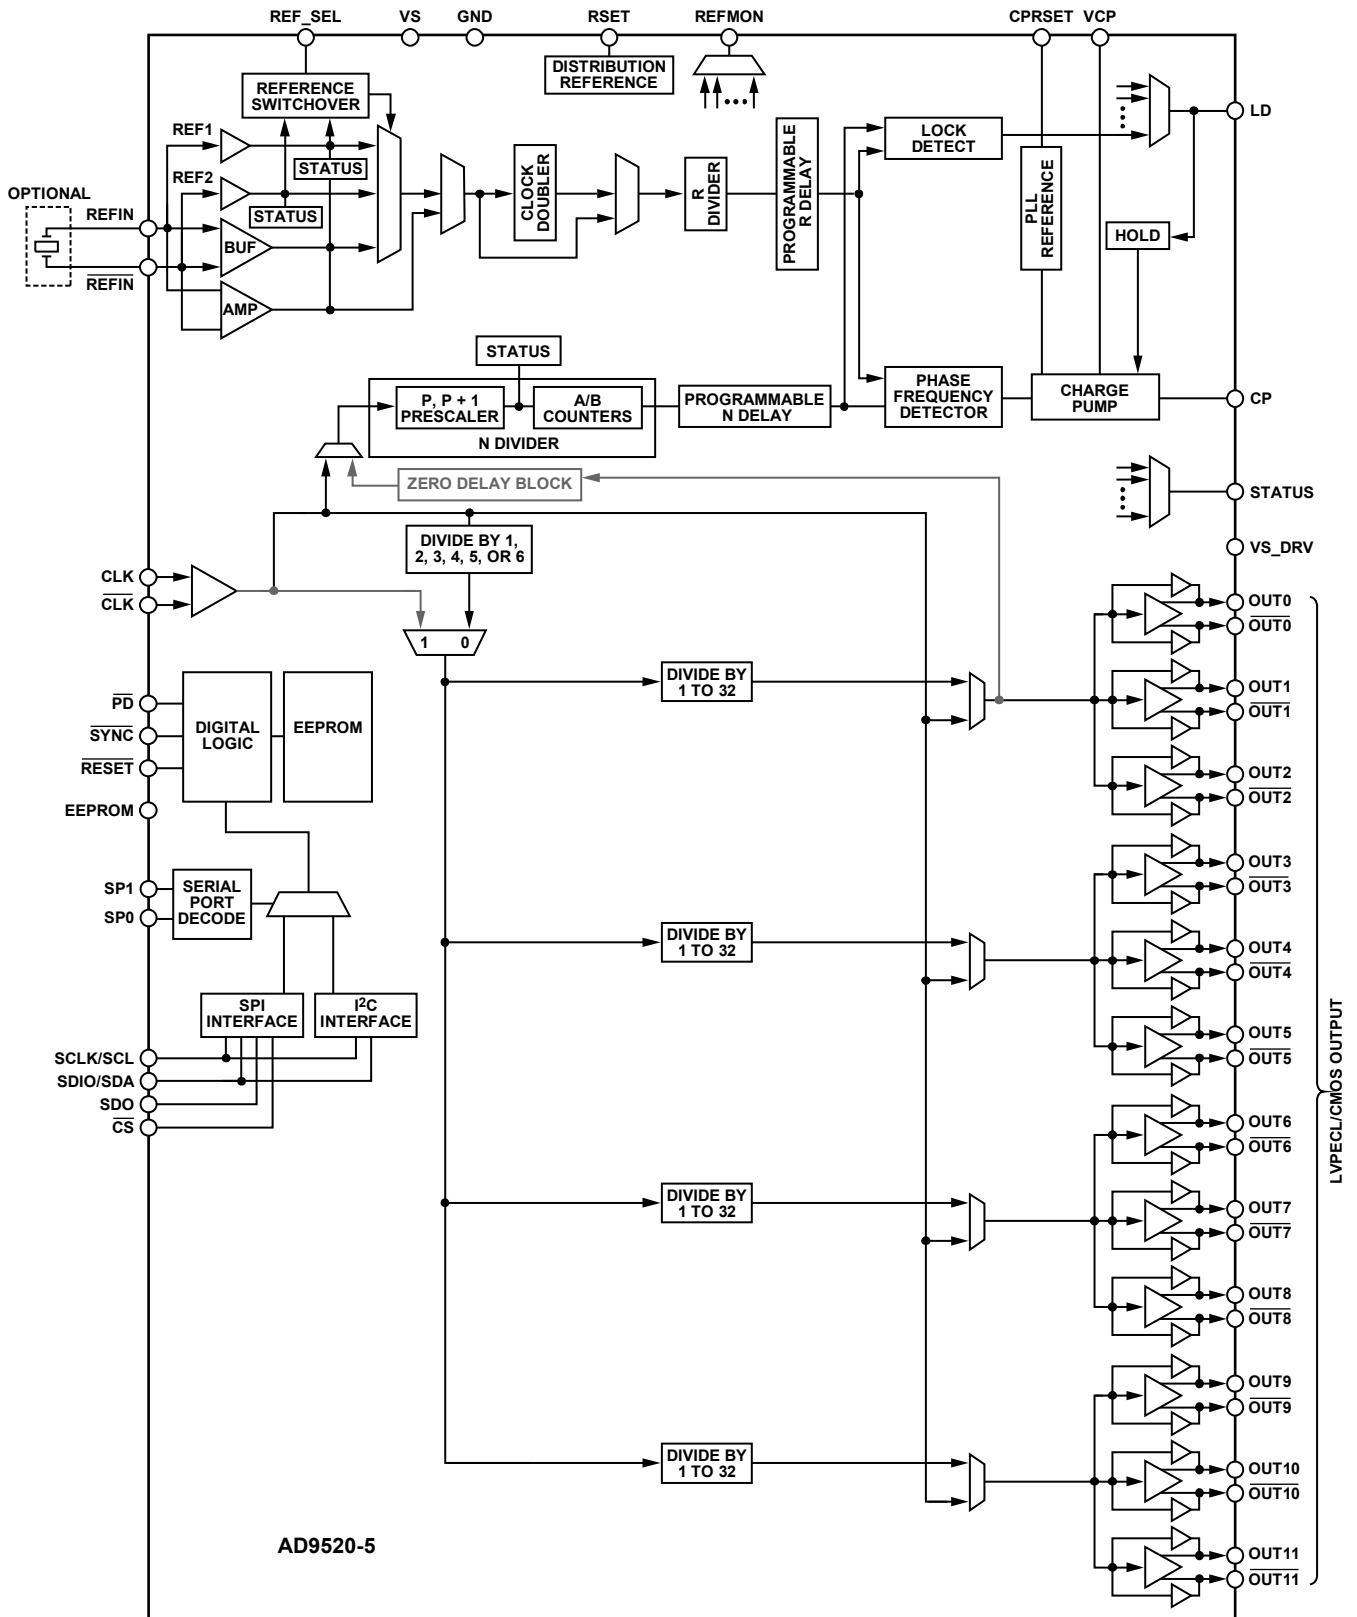 REF_SEL VS GND RSET REFMON CPRSET VCP
DISTRIBUTION
REFERENCE
REFERENCE
SWITCHOVER
REF1
REF2
STATUS
STATUS
BUF
AMP
OPTIONAL
REFIN
REFIN
CLOCK
DOUBLER
R
DIVIDER
PROGRAMMABLE
R DELAY
LOCK
DETECT
PLL
REFERENCE
HOLD
LD
STATUS
P, P + 1
PRESCALER
A/B
COUNTERS
N DIVIDER
PROGRAMMABLE
N DELAY
PHASE
FREQUENCY
DETECTOR
CHARGE
PUMP
CP
ZERO DELAY BLOCK
STATUS
DIVIDE BY 1,
2, 3, 4, 5, OR 6
VS_DRV
CLK
CLK
1 0
OUT0
OUT0
DIVIDE BY
1 TO 32
OUT1
OUT1
OUT2
OUT2
PD
SYNC
RESET
EEPROM
DIGITAL
LOGIC
EEPROM
SP1
SP0
SERIAL
PORT
DECODE
OUT3
OUT3
DIVIDE BY
1 TO 32
OUT4
OUT4
OUT5
OUT5
SPI
INTERFACE
I2C
INTERFACE
SCLK/SCL
SDIO/SDA
SDO
CS
LVPECL/CMOS OUTPUT
OUT6
OUT6
DIVIDE BY
1 TO 32
OUT7
OUT7
OUT8
OUT8
OUT9
OUT9
DIVIDE BY
1 TO 32
OUT10
OUT10
OUT11
OUT11
AD9520-5